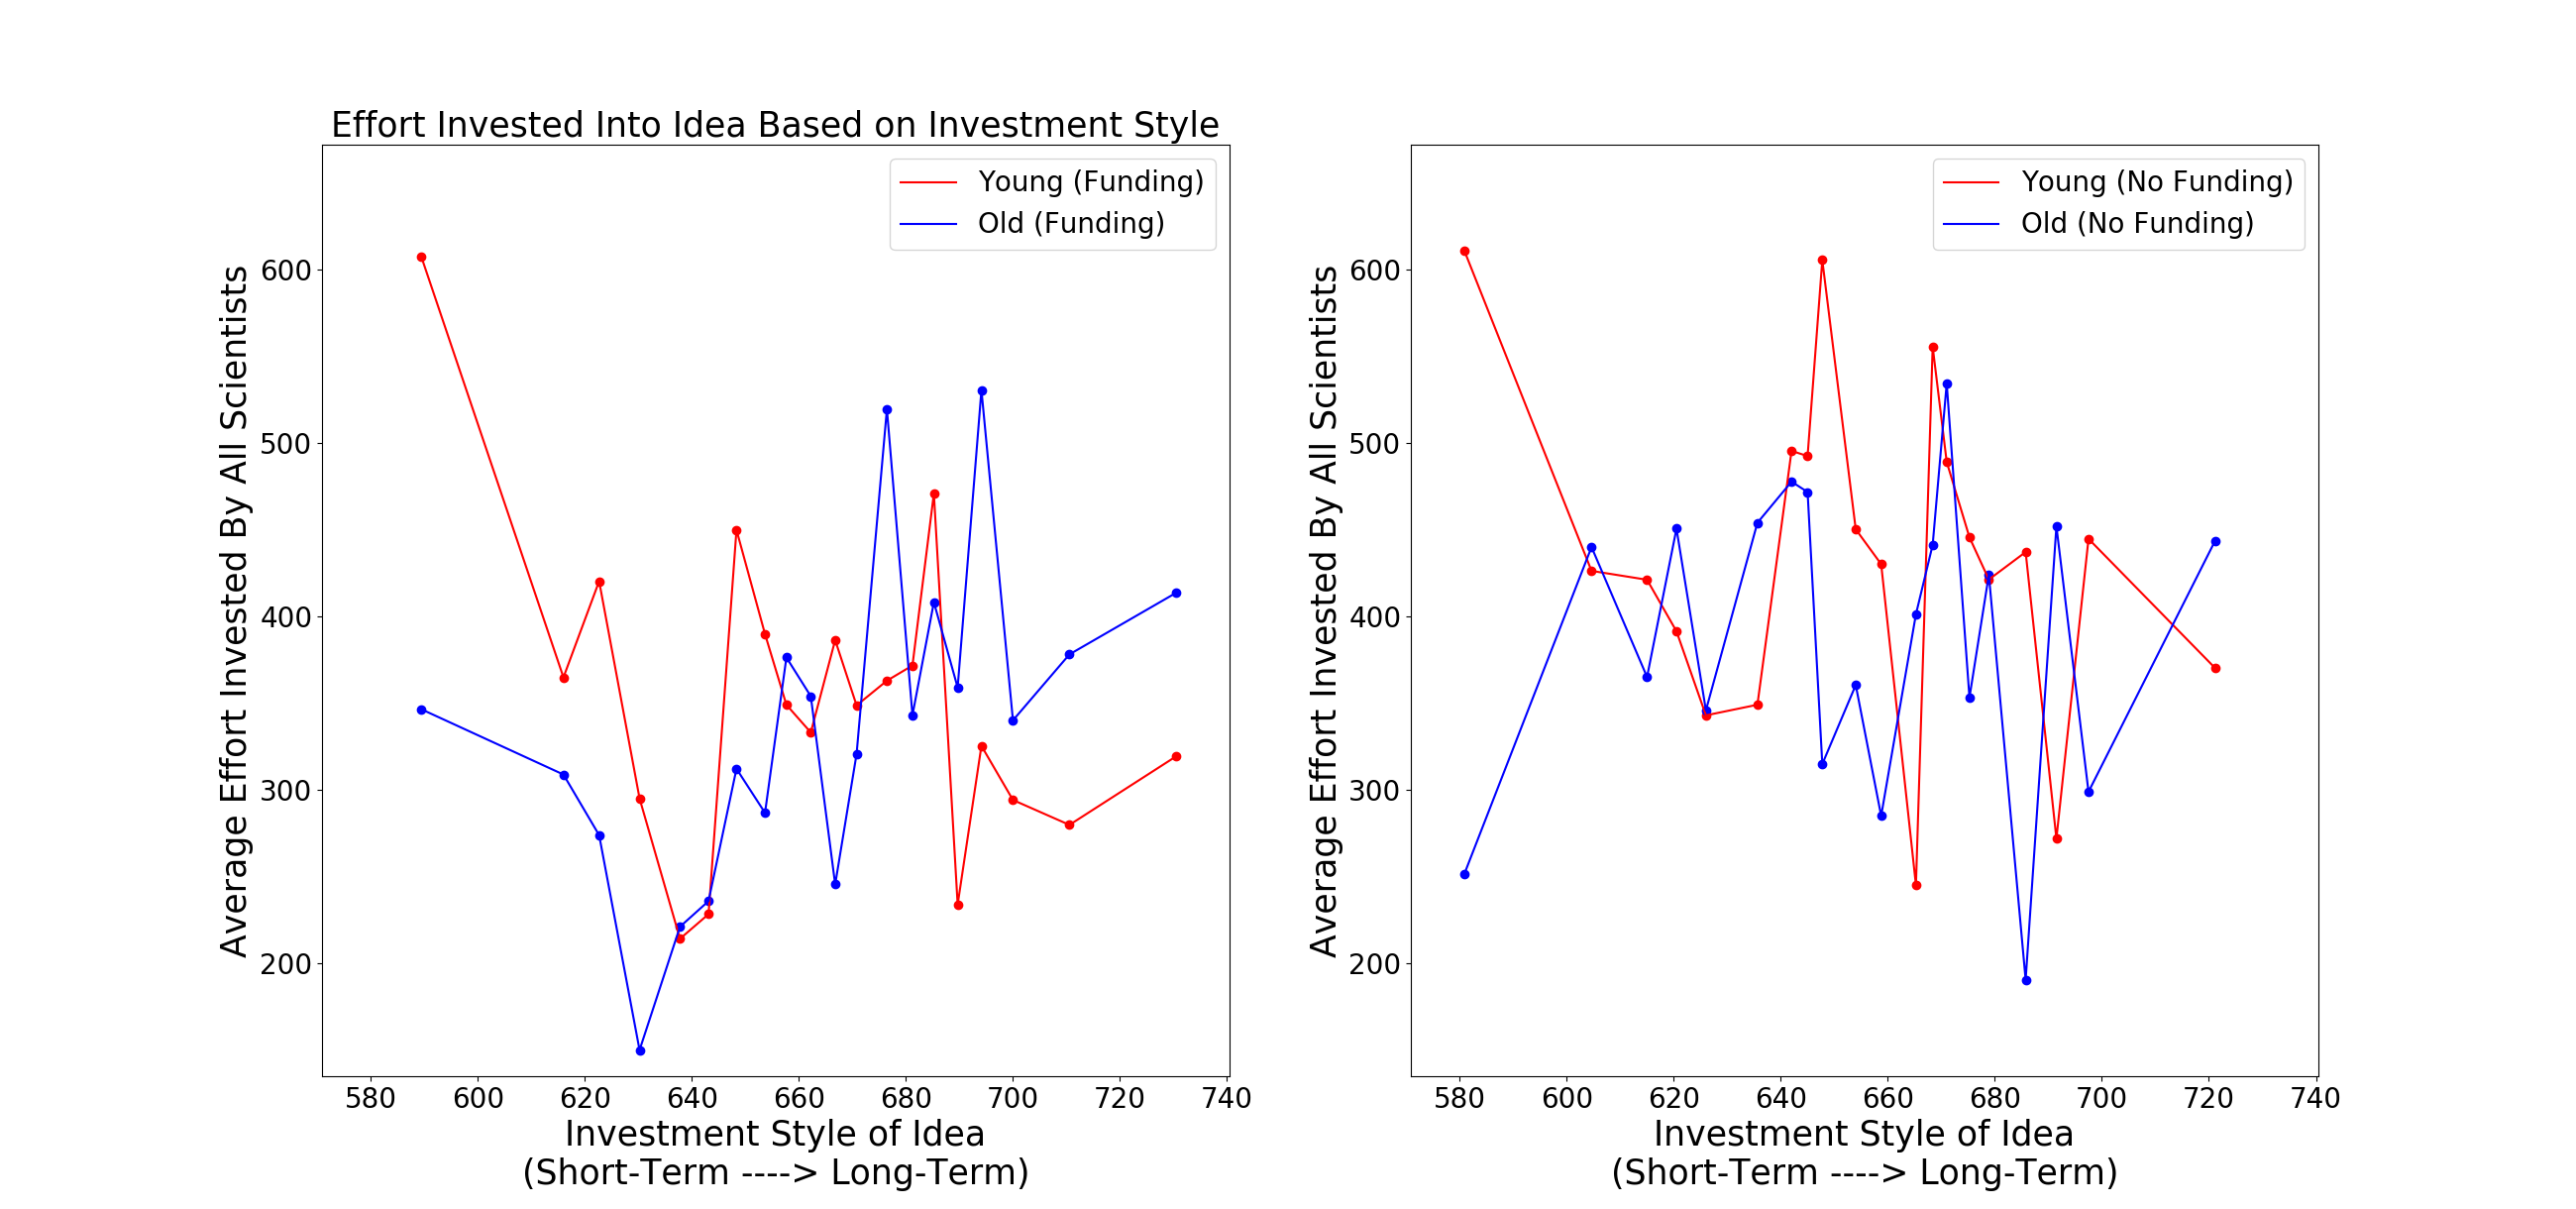 Effort Invested Into Idea Based on Investment Style
Young (Funding)
Old (Funding)
Average Effort Invested By All Scientists
600
500
400
300
200
580 600 620 640 660 680 700 720 740
Investment Style of Idea
(Short-Term ----> Long-Term)
Young (No Funding)
Old (No Funding)
Average Effort Invested By All Scientists
600
500
400
300
200
580 600 620 640 660 680 700 720 740
Investment Style of Idea
(Short-Term ----> Long-Term)